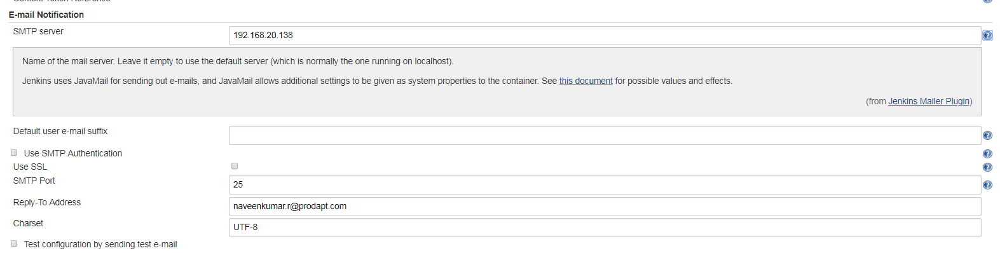 Content Token Reference
E-mail Notification
SMTP server
192.168.20.138
Name of the mail server. Leave it empty to use the default server (which is normally the one running on localhost).
Jenkins uses JavaMail for sending out e-mails, and JavaMail allows additional settings to be given as system properties to the container. See this document for possible values and effects.
(from Jenkins Mailer Plugin)
Default user e-mail suffix
Use SMTP Authentication
Use SSL
SMTP Port
25
Reply-To Address
naveenkumar.r@prodapt.com
Charset
UTF-8
Test configuration by sending test e-mail